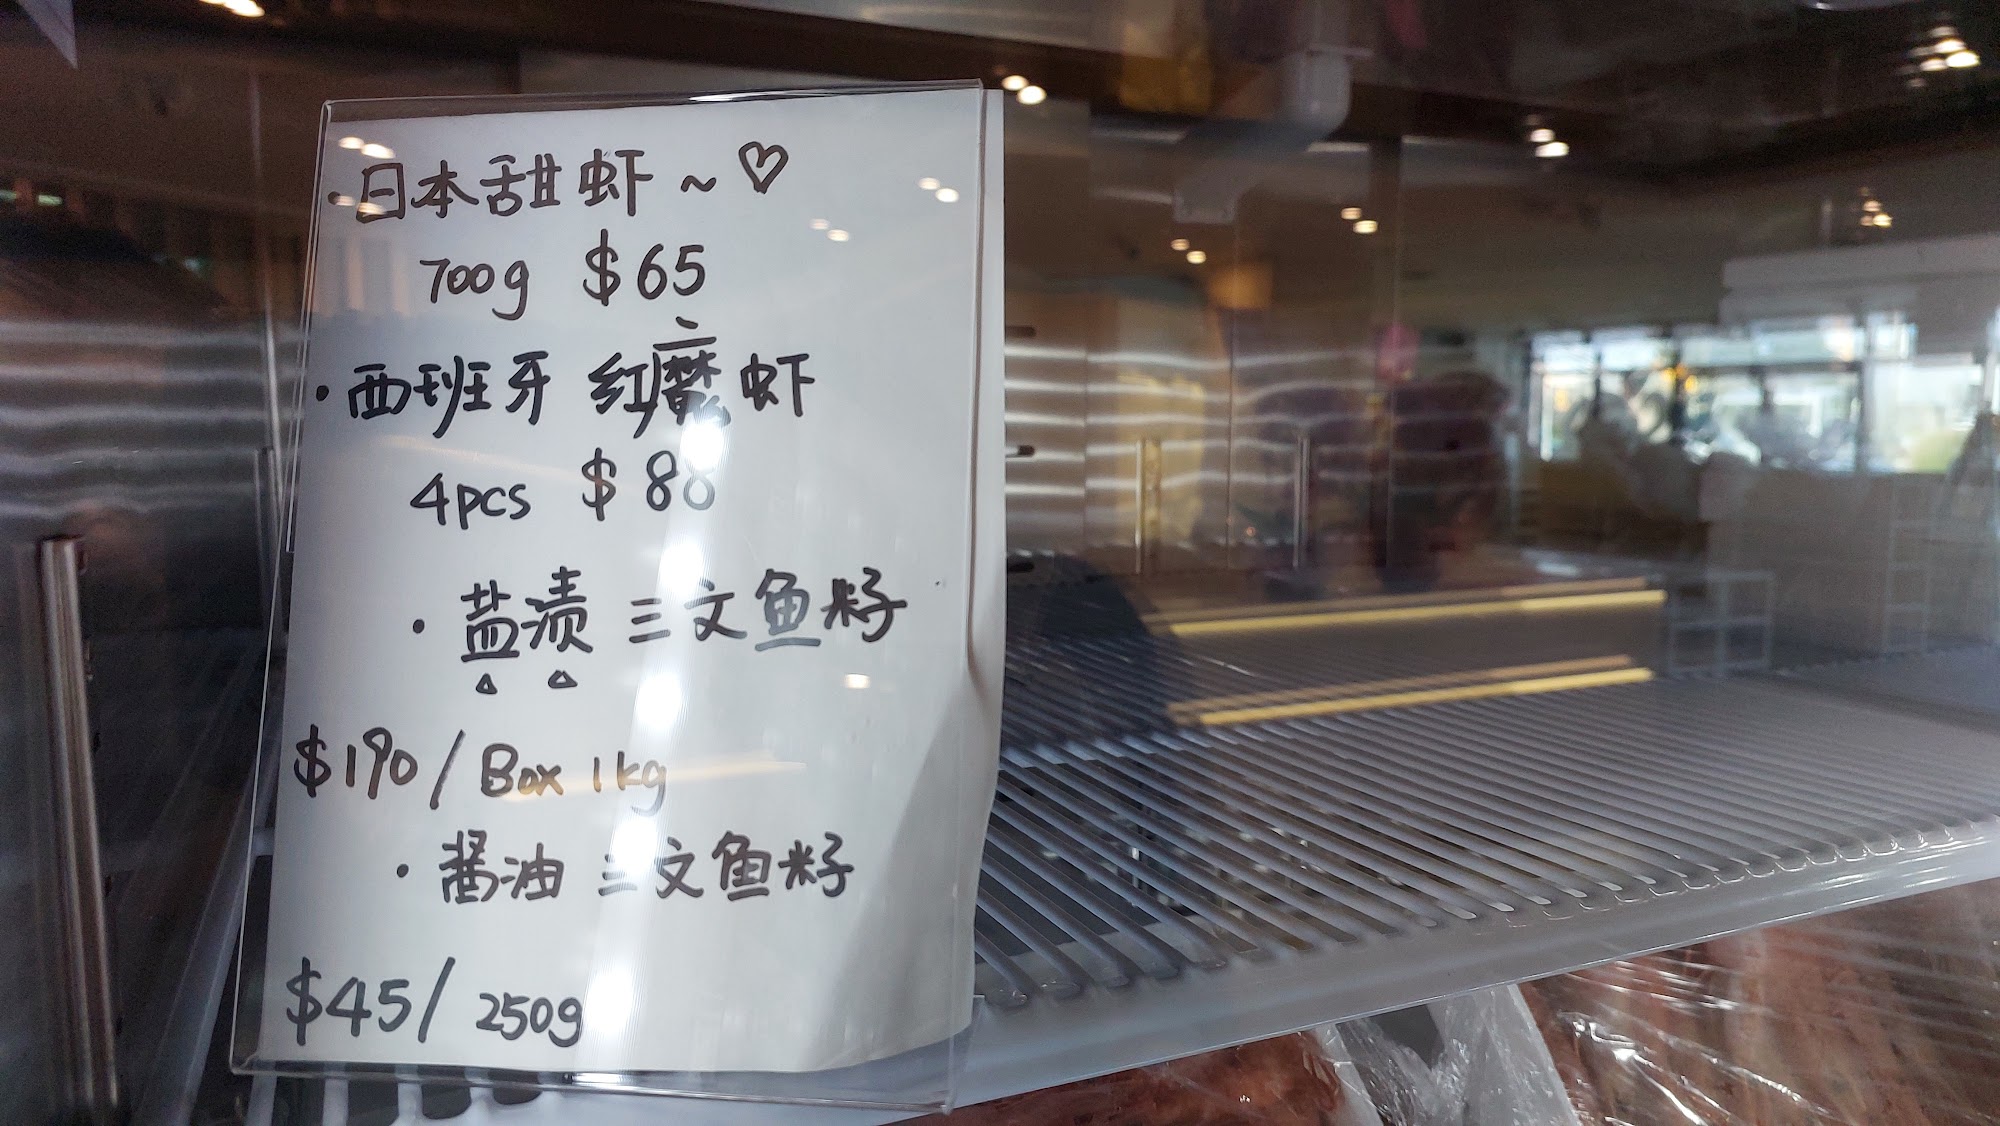 ·日本甜虾~♡
700g $65
·西班牙 红魔虾
4pcs $88
·盐渍 三文鱼籽
$190/Box 1kg
·酱油 三文鱼籽
$45/250g